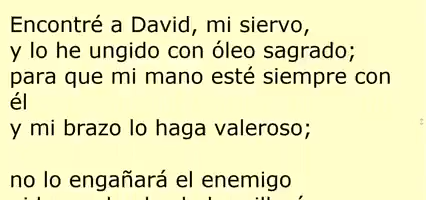 Encontré a David, mi siervo,
y lo he ungido con óleo sagrado;
para que mi mano esté siempre con
él
y mi brazo lo haga valeroso;
no lo engañará el enemigo